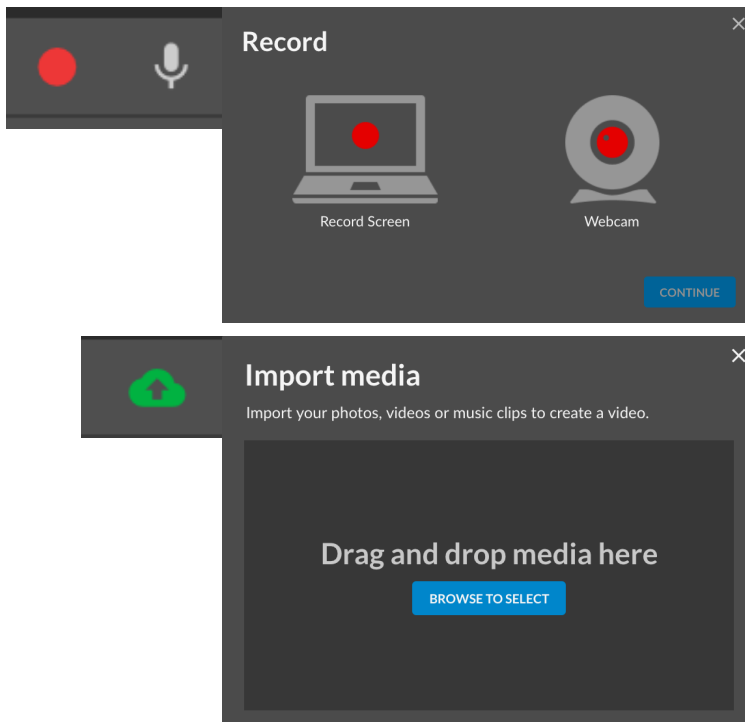 Record
Record Screen
Webcam
CONTINUE
Import media
Import your photos, videos or music clips to create a video.
Drag and drop media here
BROWSE TO SELECT